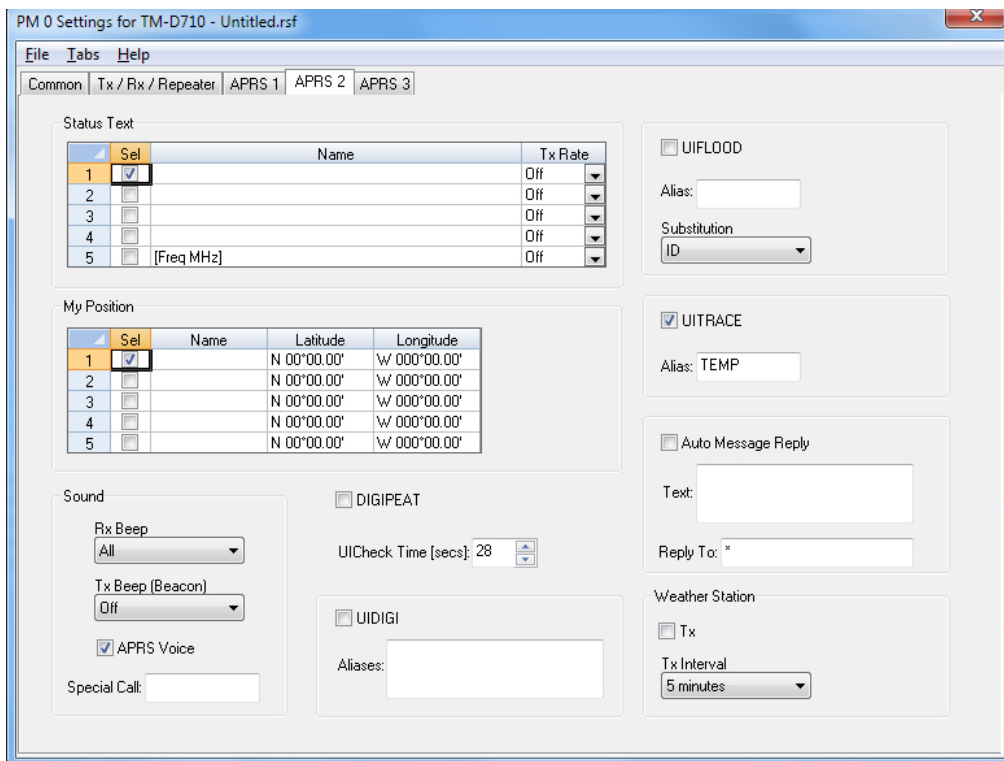 PM 0 Settings for TM-D710 - Untitled.rsf
x
File Tabs Help
Common Tx / Rx / Repeater APRS 1 APRS 2 APRS 3
Status Text
Sel Name Tx Rate
1 Off
2 Off
3 Off
4 Off
5 [Freq MHz] Off
My Position
Sel Name Latitude Longitude
1 N 00°00.00' W 000°00.00'
2 N 00°00.00' W 000°00.00'
3 N 00°00.00' W 000°00.00'
4 N 00°00.00' W 000°00.00'
5 N 00°00.00' W 000°00.00'
Sound
Rx Beep
All
Tx Beep (Beacon)
Off
APRS Voice
Special Call:
DIGIPEAT
UICheck Time [secs]: 28
UIDIGI
Aliases:
UIFLOOD
Alias:
Substitution
ID
UITRACE
Alias: TEMP
Auto Message Reply
Text:
Reply To: *
Weather Station
Tx
Tx Interval
5 minutes